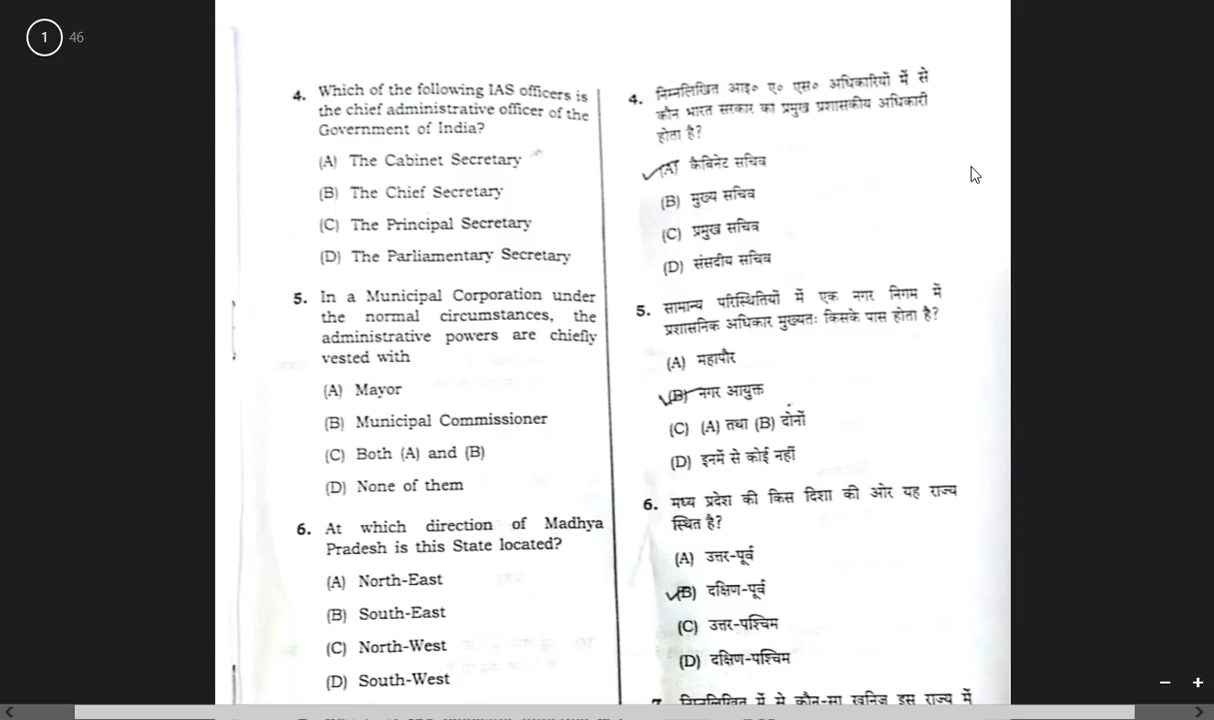 1 46
4. Which of the following IAS officers is
the chief administrative officer of the
Government of India?
(A) The Cabinet Secretary
(B) The Chief Secretary
(C) The Principal Secretary
(D) The Parliamentary Secretary
5. In a Municipal Corporation under
the normal circumstances, the
administrative powers are chiefly
vested with
(A) Mayor
(B) Municipal Commissioner
(C) Both (A) and (B)
(D) None of them
6. At which direction of Madhya
Pradesh is this State located?
(A) North-East
(B) South-East
(C) North-West
(D) South-West
4. निम्नलिखित आइ० ए० एस० अधिकारियों में से
कौन भारत सरकार का प्रमुख प्रशासकीय अधिकारी
होता है?
(A) कैबिनेट सचिव
(B) मुख्य सचिव
(C) प्रमुख सचिव
(D) संसदीय सचिव
5. सामान्य परिस्थितियों में एक नगर निगम में
प्रशासनिक अधिकार मुख्यतः किसके पास होता है?
(A) महापौर
(B) नगर आयुक्त
(C) (A) तथा (B) दोनों
(D) इनमें से कोई नहीं
6. मध्य प्रदेश की किस दिशा की ओर यह राज्य
स्थित है?
(A) उत्तर-पूर्व
(B) दक्षिण-पूर्व
(C) उत्तर-पश्चिम
(D) दक्षिण-पश्चिम
7. निम्नलिखित में से कौन-सा खनिज इस राज्य में